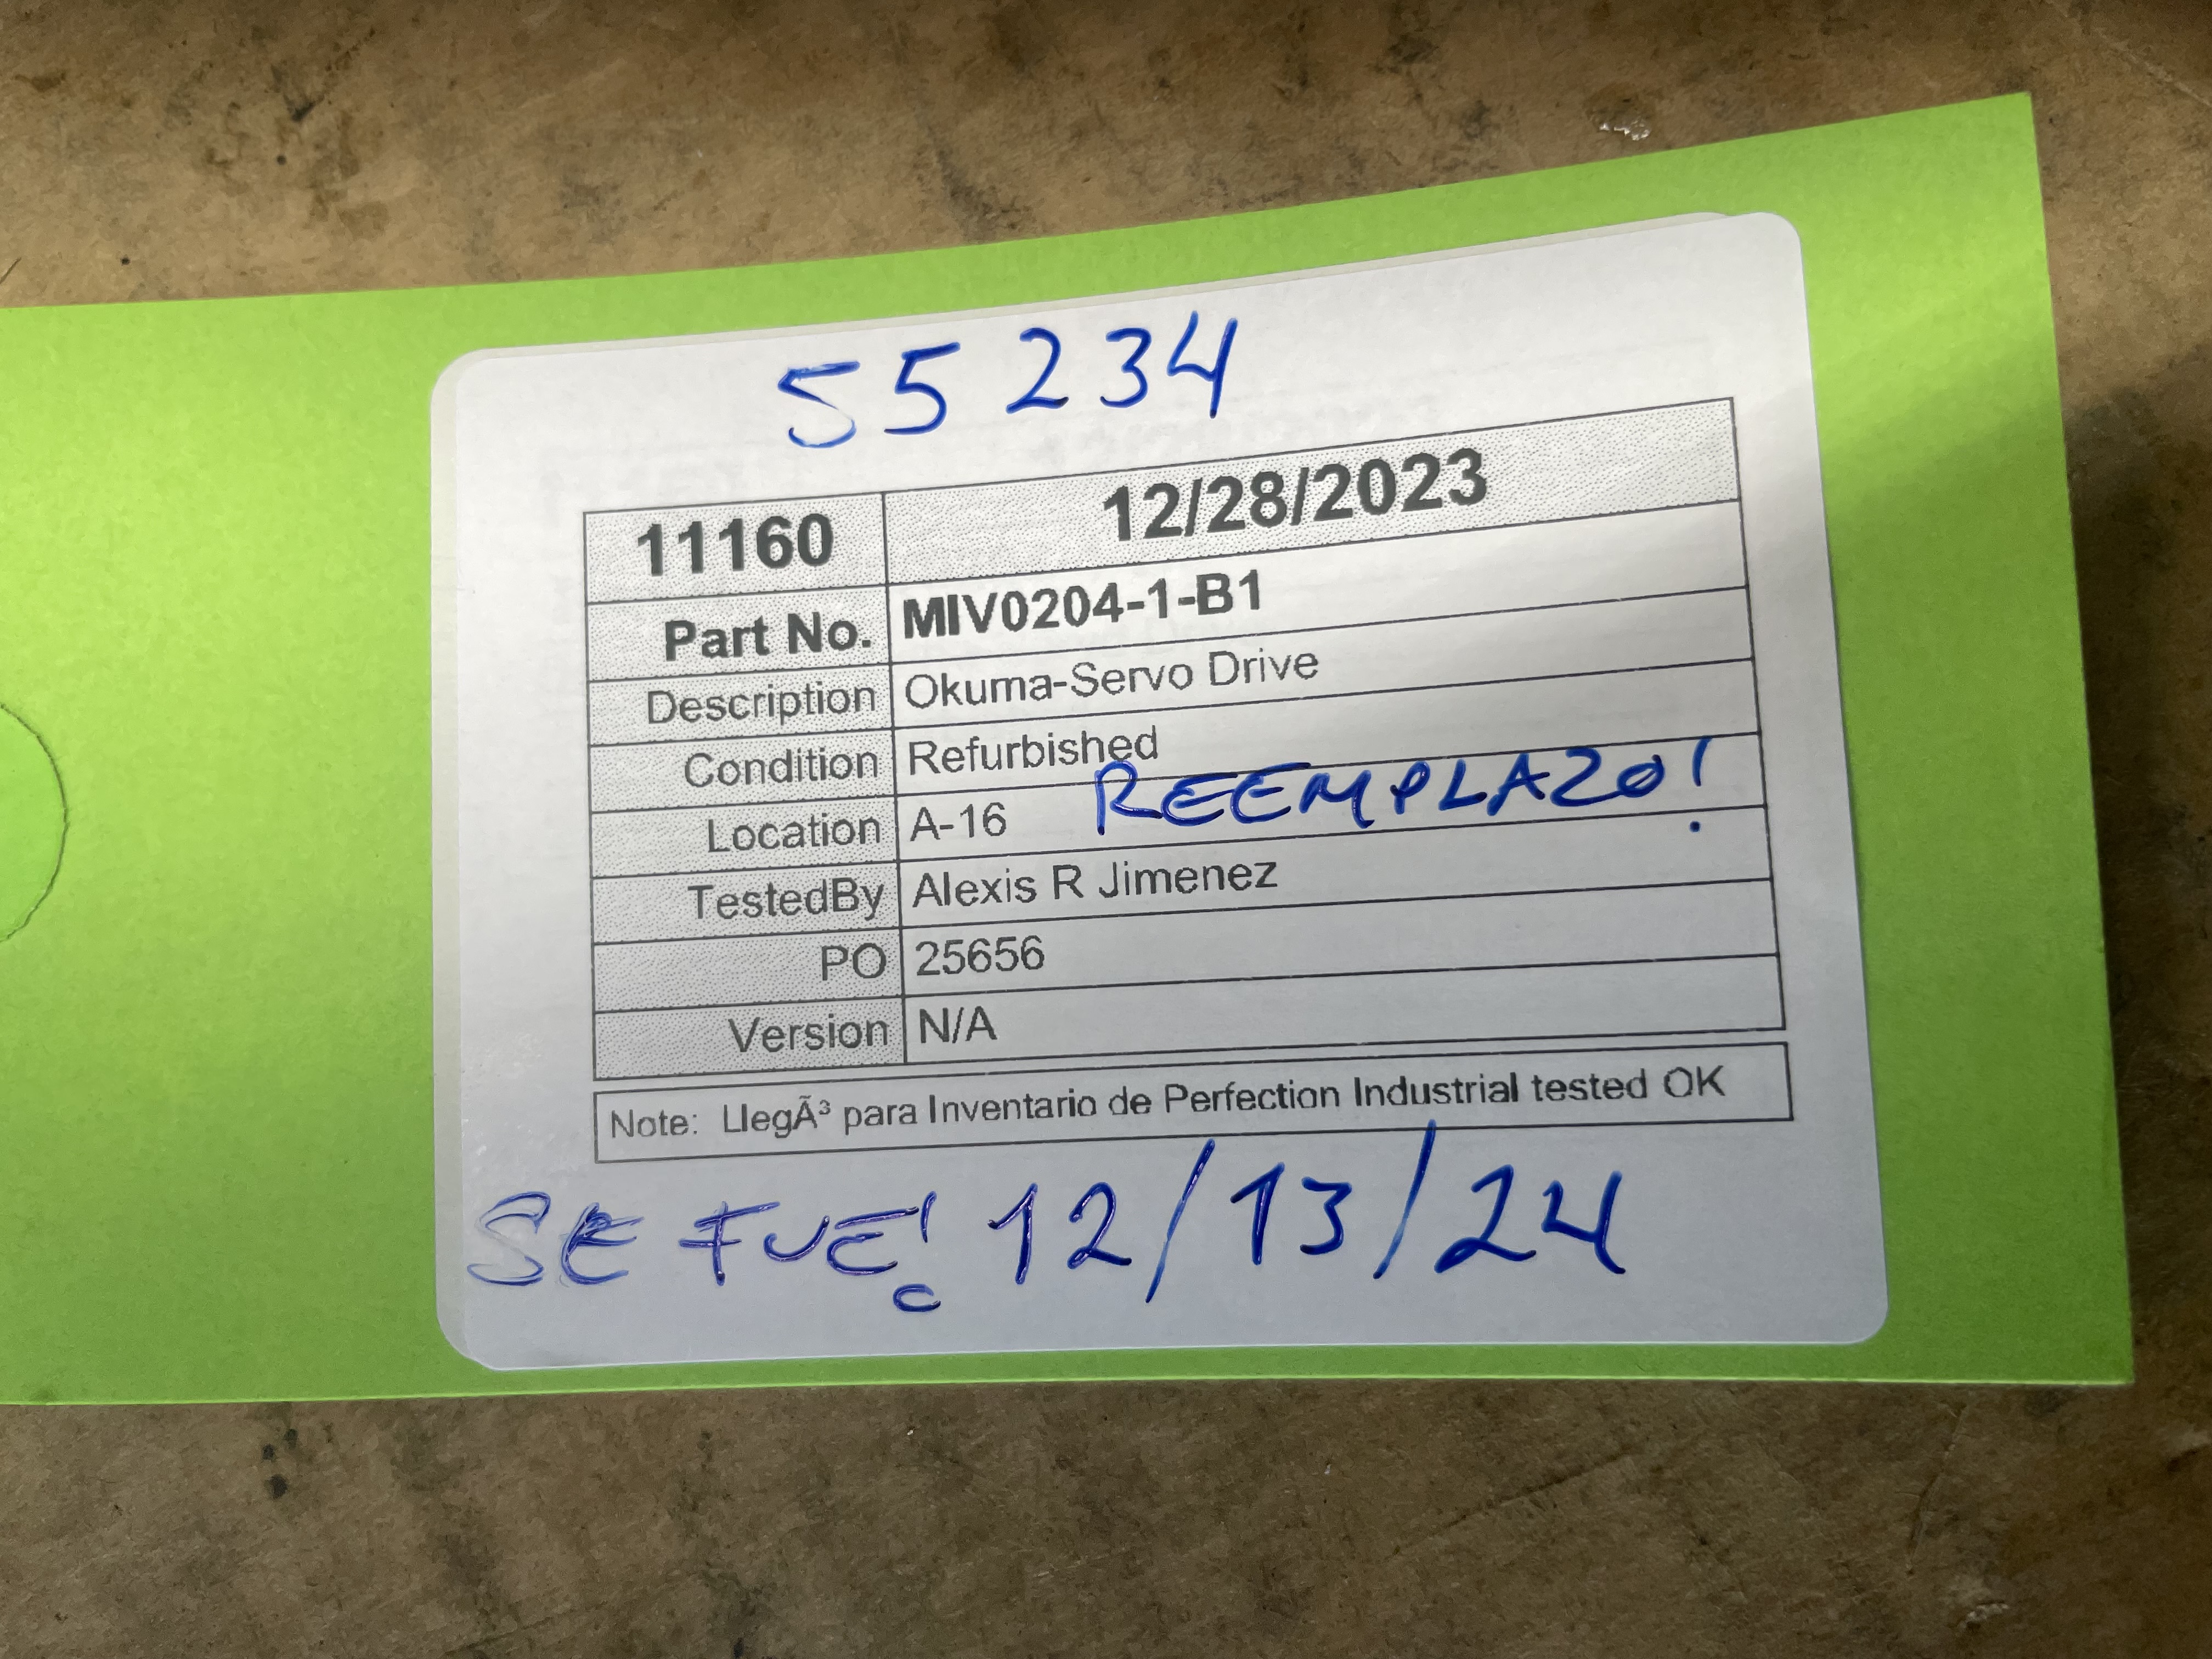 55234
11160 12/28/2023
Part No. MIV0204-1-B1
Description Okuma-Servo Drive
Condition Refurbished
Location A-16 REEMPLAZO!
TestedBy Alexis R Jimenez
PO 25656
Version N/A
Note: LlegÃ³ para Inventario de Perfection Industrial tested OK
SE FUE! 12/13/24